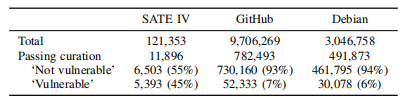 SATE IV GitHub Debian
Total 121,353 9,706,269 3,046,758
Passing curation 11,896 782,493 491,873
‘Not vulnerable’ 6,503 (55%) 730,160 (93%) 461,795 (94%)
‘Vulnerable’ 5,393 (45%) 52,333 (7%) 30,078 (6%)